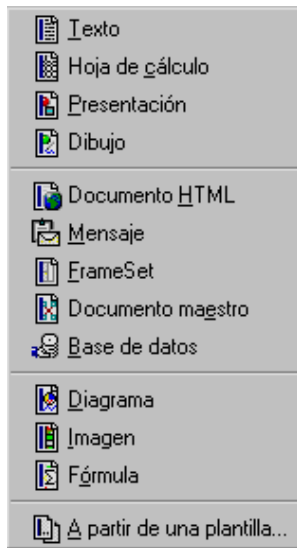 Texto
Hoja de cálculo
Presentación
Dibujo
Documento HTML
Mensaje
FrameSet
Documento maestro
Base de datos
Diagrama
Imagen
Fórmula
A partir de una plantilla...